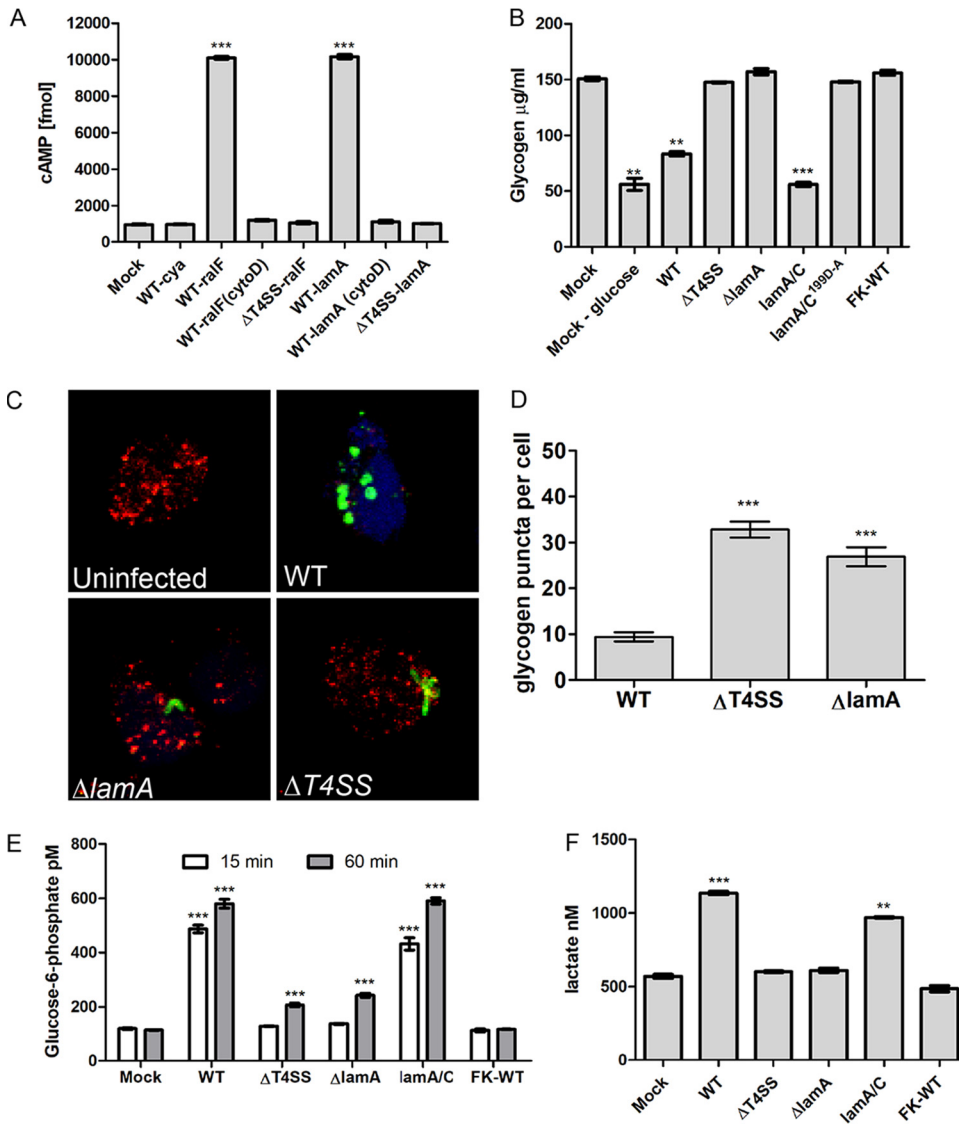 A
cAMP [fmol]
12000
10000
8000
6000
4000
2000
0
***
***
Mock
WT-cya
WT-ralF
WT-ralF(cytoD)
ΔT4SS-ralF
WT-lamA
WT-lamA (cytoD)
ΔT4SS-lamA
B
Glycogen µg/ml
200
150
100
50
0
**
**
***
Mock
Mock - glucose
WT
ΔT4SS
ΔlamA
lamA/C
lamA/C199D-A
FK-WT
C
Uninfected
WT
ΔlamA
ΔT4SS
D
glycogen puncta per cell
50
40
30
20
10
0
***
***
WT
ΔT4SS
ΔlamA
E
Glucose-6-phosphate pM
800
600
400
200
0
15 min
60 min
***
***
***
***
***
***
Mock
WT
ΔT4SS
ΔlamA
lamA/C
FK-WT
F
lactate nM
1500
1000
500
0
***
**
Mock
WT
ΔT4SS
ΔlamA
lamA/C
FK-WT